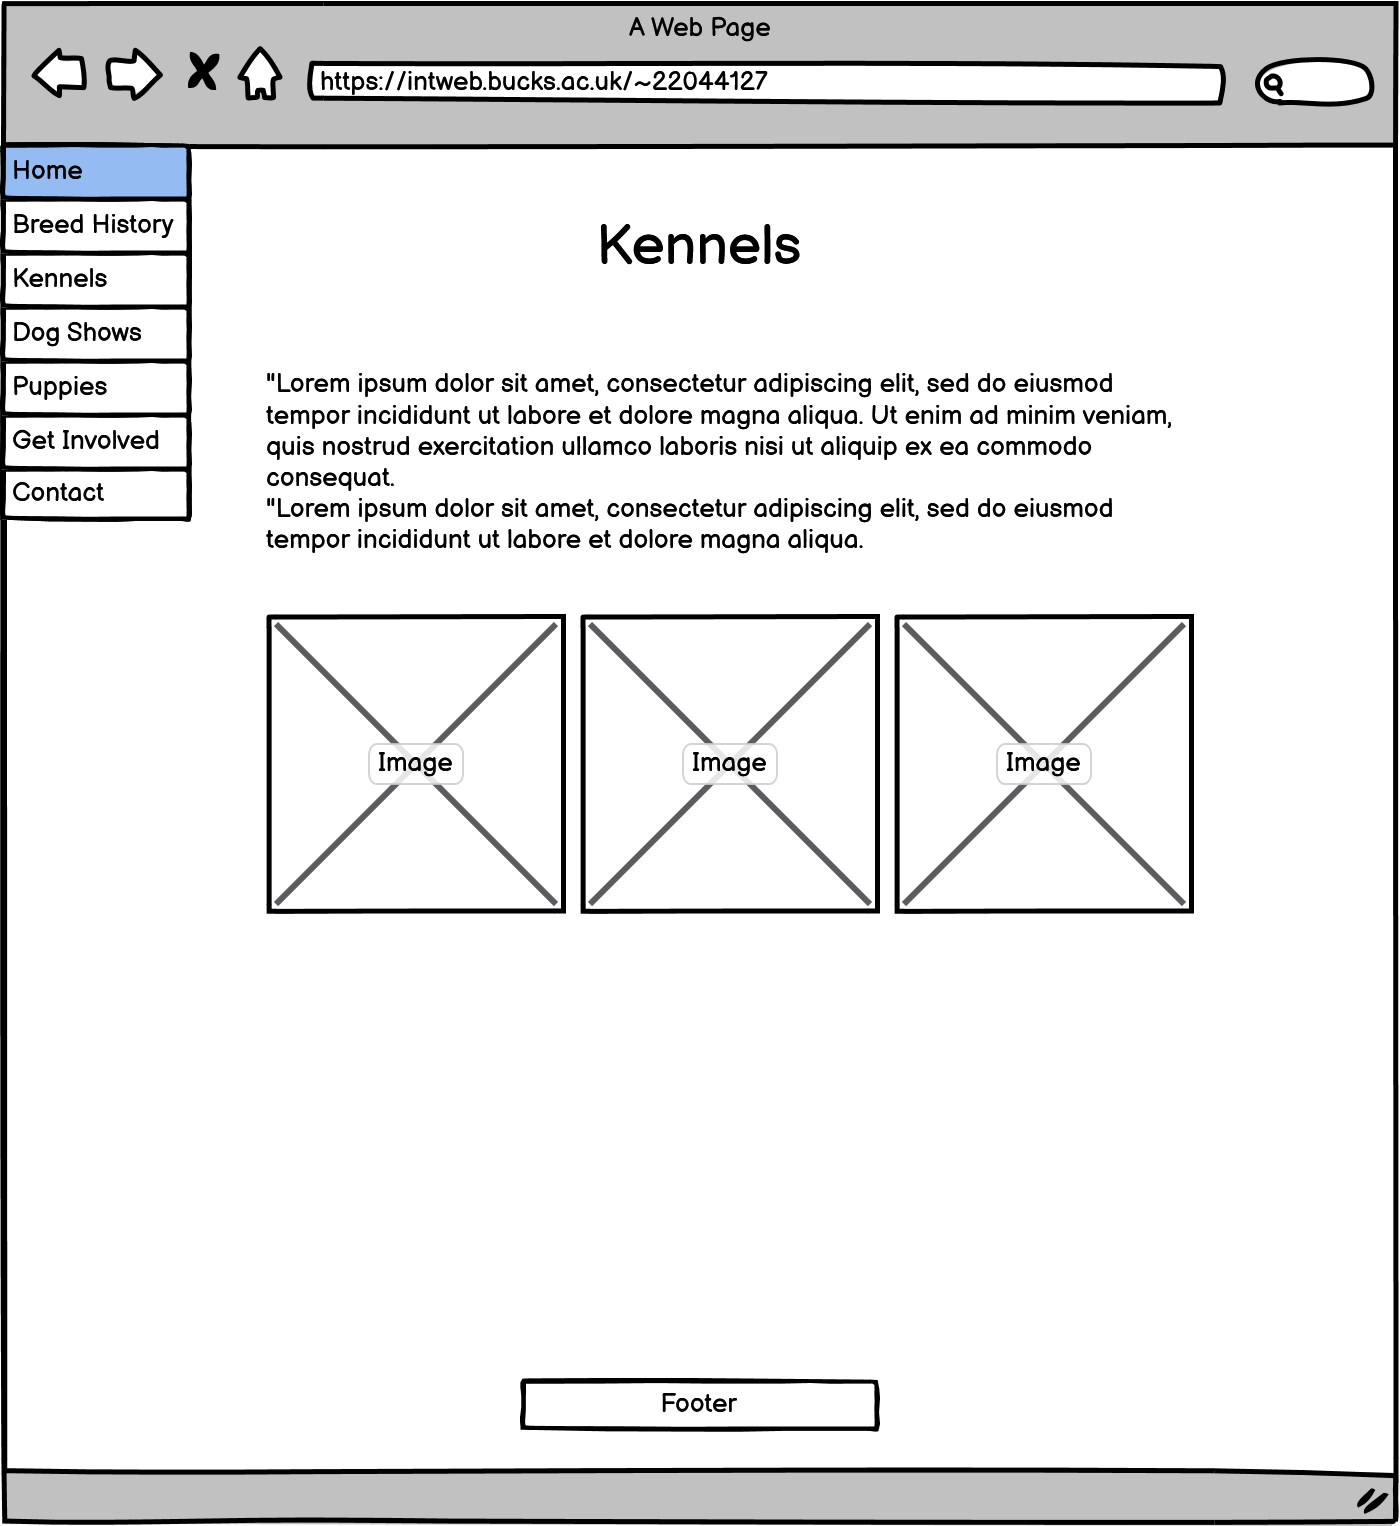 A Web Page
https://intweb.bucks.ac.uk/~22044127
Home
Breed History
Kennels
Dog Shows
Puppies
Get Involved
Contact
Kennels
"Lorem ipsum dolor sit amet, consectetur adipiscing elit, sed do eiusmod
tempor incididunt ut labore et dolore magna aliqua. Ut enim ad minim veniam,
quis nostrud exercitation ullamco laboris nisi ut aliquip ex ea commodo
consequat.
"Lorem ipsum dolor sit amet, consectetur adipiscing elit, sed do eiusmod
tempor incididunt ut labore et dolore magna aliqua.
Image
Image
Image
Footer